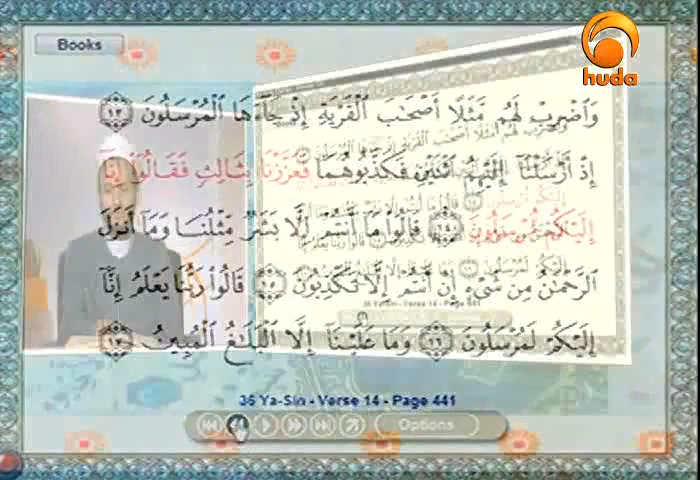 Books
huda
وَاضْرِبْ لَهُم مَّثَلًا أَصْحَابَ الْقَرْيَةِ إِذْ جَاءَهَا الْمُرْسَلُونَ ١٣
إِذْ أَرْسَلْنَا إِلَيْهِمُ اثْنَيْنِ فَكَذَّبُوهُمَا فَعَزَّزْنَا بِثَالِثٍ فَقَالُوا إِنَّا
إِلَيْكُم مُّرْسَلُونَ ١٤ قَالُوا مَا أَنتُمْ إِلَّا بَشَرٌ مِّثْلُنَا وَمَا أَنزَلَ
الرَّحْمَٰنُ مِن شَيْءٍ إِنْ أَنتُمْ إِلَّا تَكْذِبُونَ ١٥ قَالُوا رَبُّنَا يَعْلَمُ إِنَّا
إِلَيْكُمْ لَمُرْسَلُونَ ١٦ وَمَا عَلَيْنَا إِلَّا الْبَلَاغُ الْمُبِينُ ١٧
36 Ya-Sin - Verse 14 - Page 441
Options